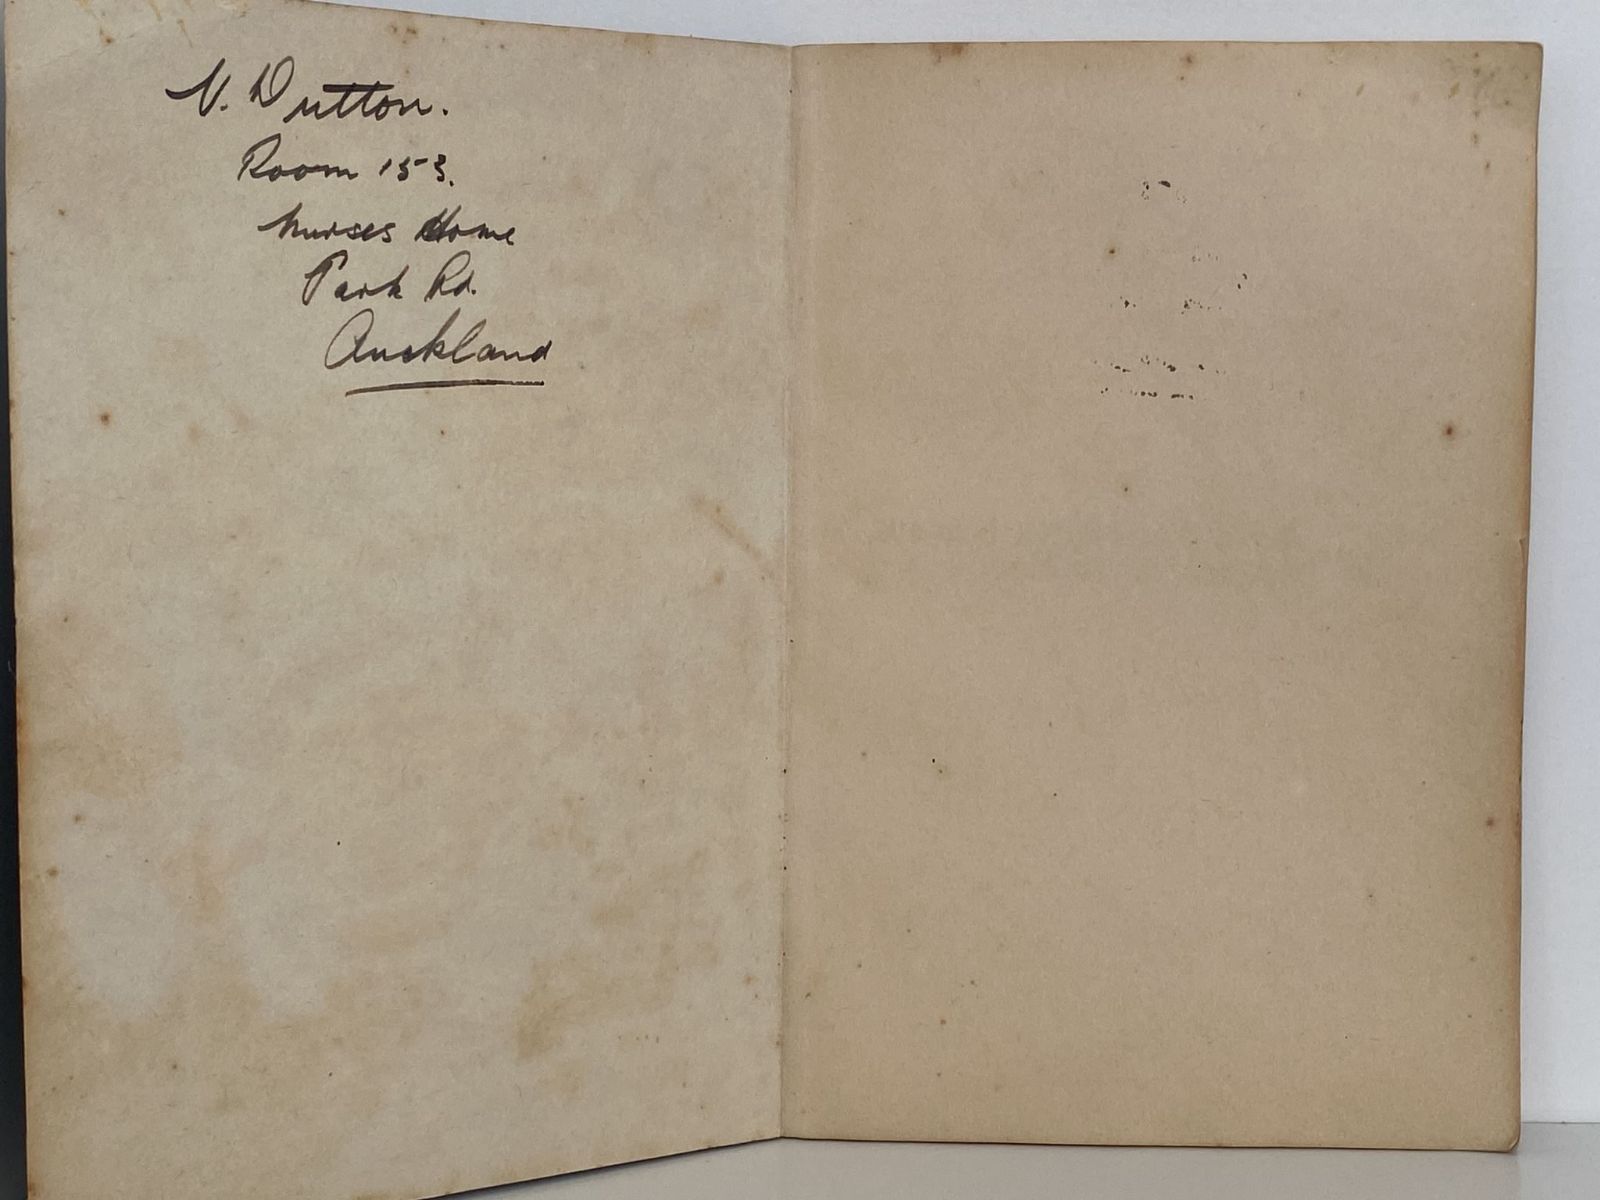 N. Dutton.
Room 153.
Nurses Home
Park Rd.
Auckland